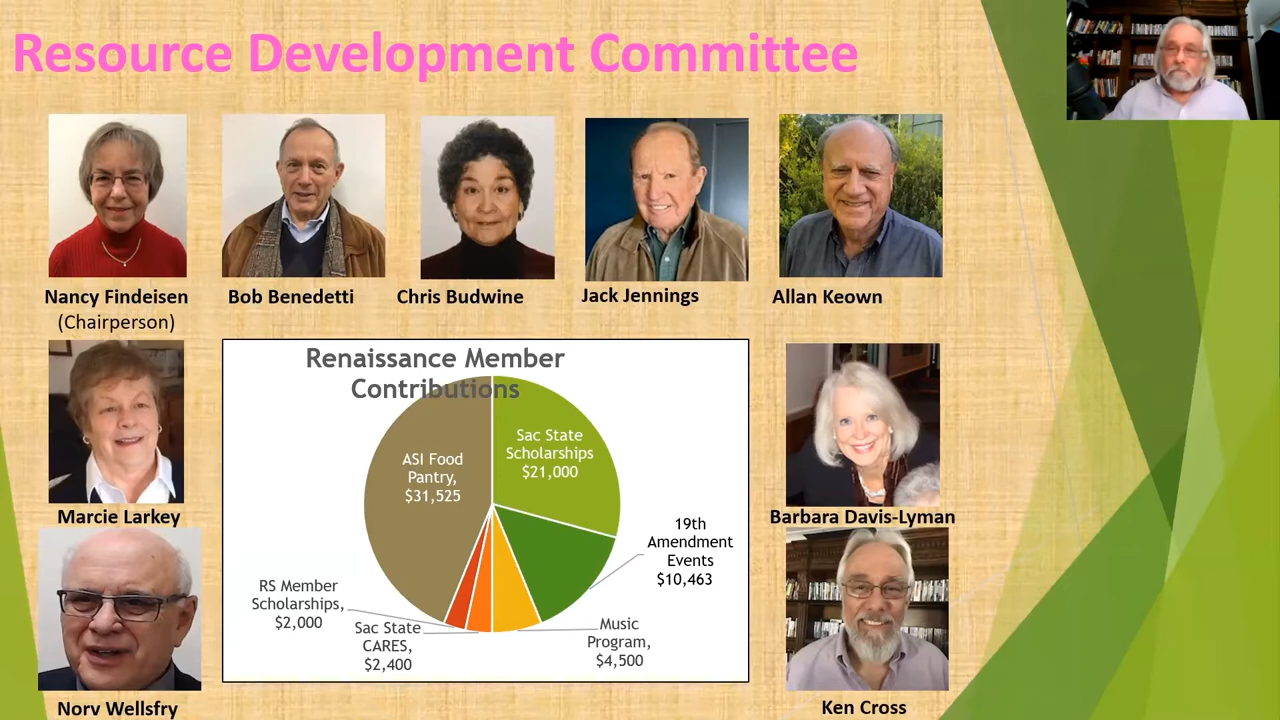 Resource Development Committee
Nancy Findeisen
(Chairperson)
Bob Benedetti
Chris Budwine
Jack Jennings
Allan Keown
Marcie Larkey
Renaissance Member
Contributions
Sac State
Scholarships
$21,000
ASI Food
Pantry,
$31,525
19th
Amendment
Events
$10,463
RS Member
Scholarships,
$2,000
Sac State
CARES,
$2,400
Music
Program,
$4,500
Barbara Davis-Lyman
Norv Wellsfry
Ken Cross